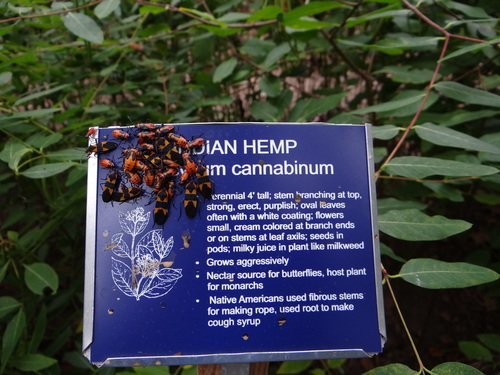 DIAN HEMP
um cannabinum
erennial 4' tall; stem branching at top,
strong, erect, purplish; oval leaves
often with a white coating; flowers
small, cream colored at branch ends
or on stems at leaf axils; seeds in
pods; milky juice in plant like milkweed
• Grows aggressively
• Nectar source for butterflies, host plant
for monarchs
• Native Americans used fibrous stems
for making rope, used root to make
cough syrup